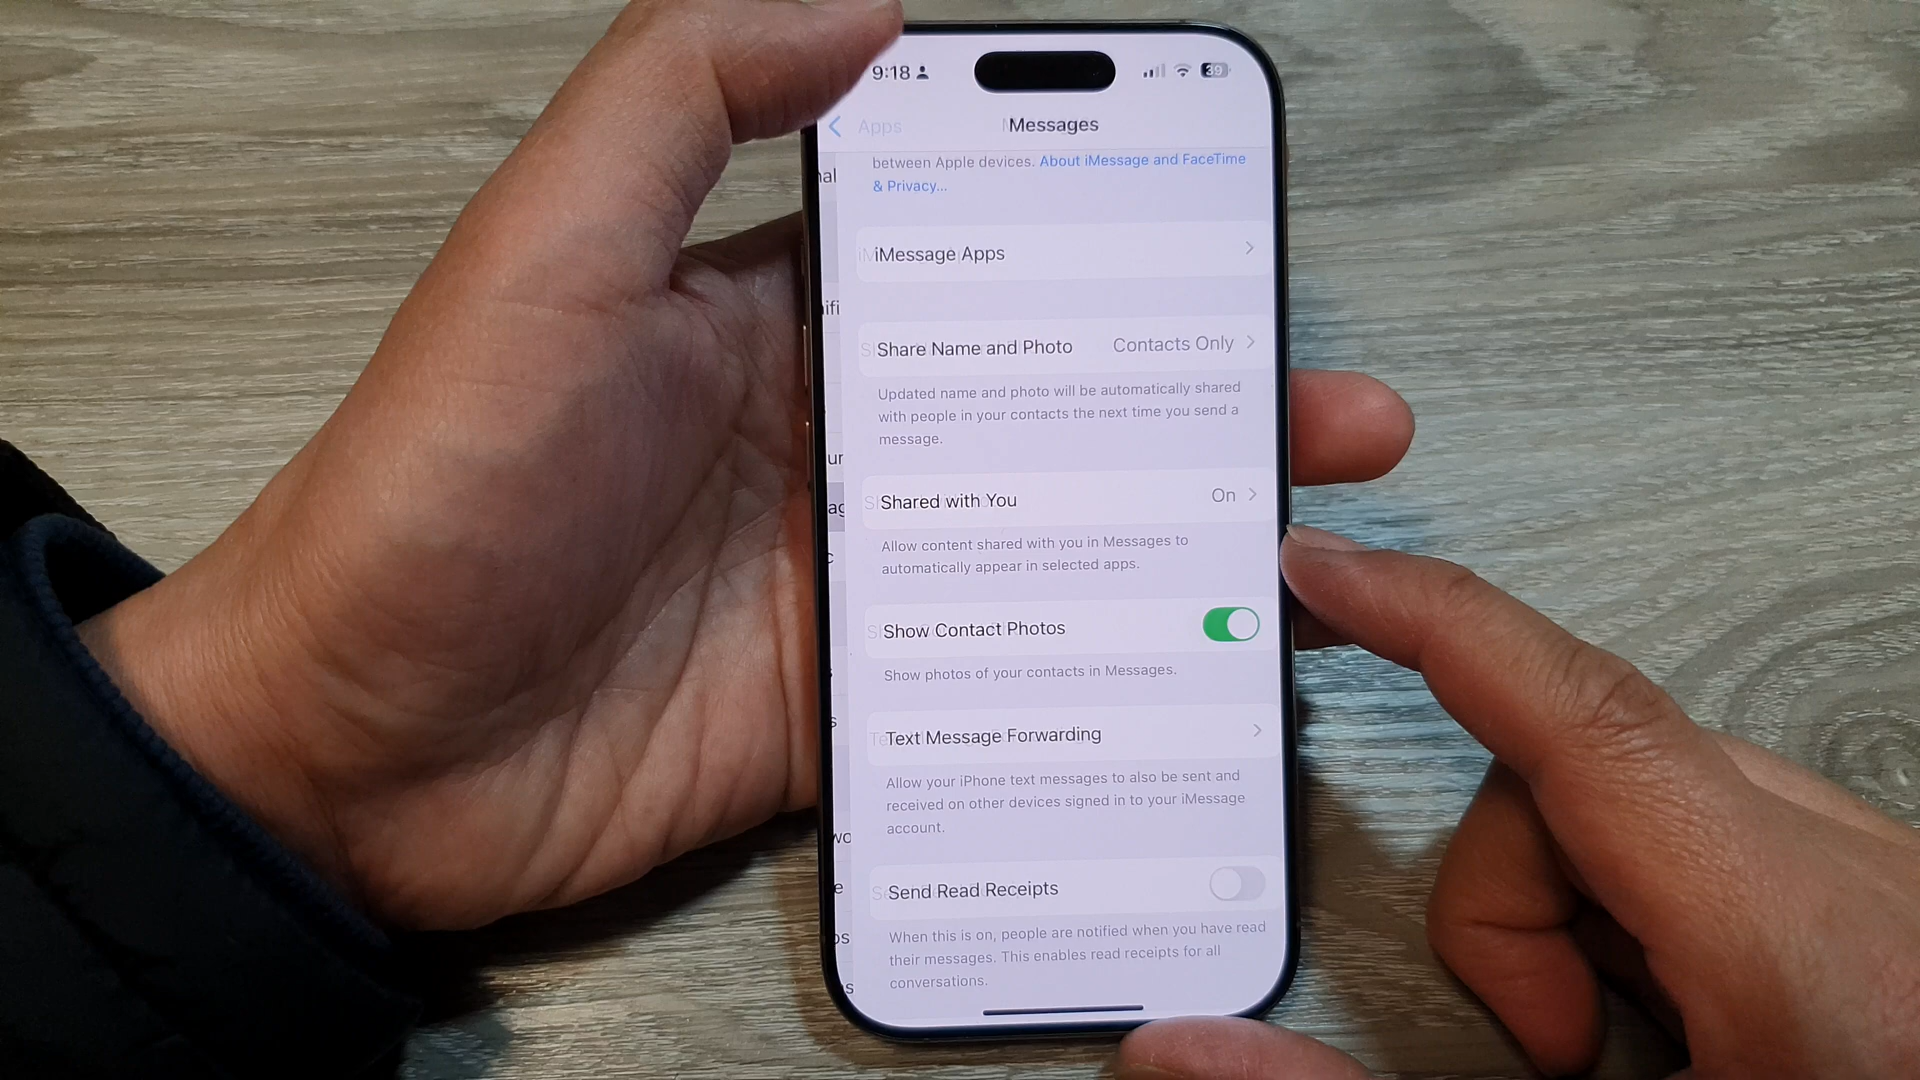 9:18
39
Apps
Messages
between Apple devices. About iMessage and FaceTime
& Privacy...
iMessage Apps
Share Name and Photo Contacts Only
Updated name and photo will be automatically shared
with people in your contacts the next time you send a
message.
Shared with You On
Allow content shared with you in Messages to
automatically appear in selected apps.
Show Contact Photos
Show photos of your contacts in Messages.
Text Message Forwarding
Allow your iPhone text messages to also be sent and
received on other devices signed in to your iMessage
account.
Send Read Receipts
When this is on, people are notified when you have read
their messages. This enables read receipts for all
conversations.